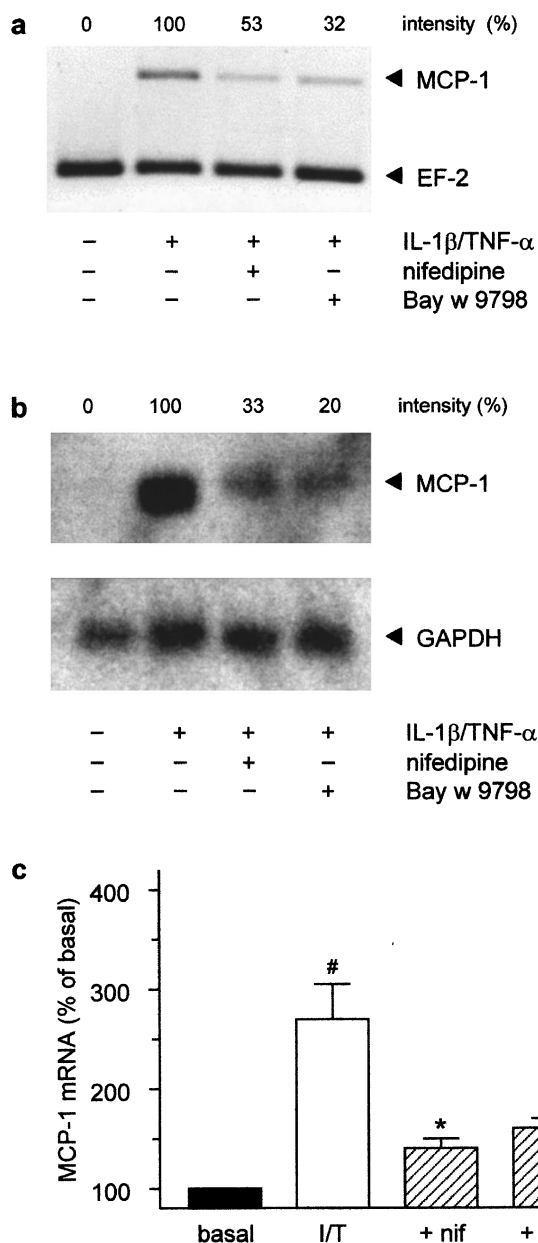 a
0 100 53 32 intensity (%)
◄ MCP-1
◄ EF-2
– + + + IL-1β/TNF-α
– – + – nifedipine
– – – + Bay w 9798
b
0 100 33 20 intensity (%)
◄ MCP-1
◄ GAPDH
– + + + IL-1β/TNF-α
– – + – nifedipine
– – – + Bay w 9798
c
MCP-1 mRNA (% of basal)
400
300
200
100
#
*
basal I/T + nif +